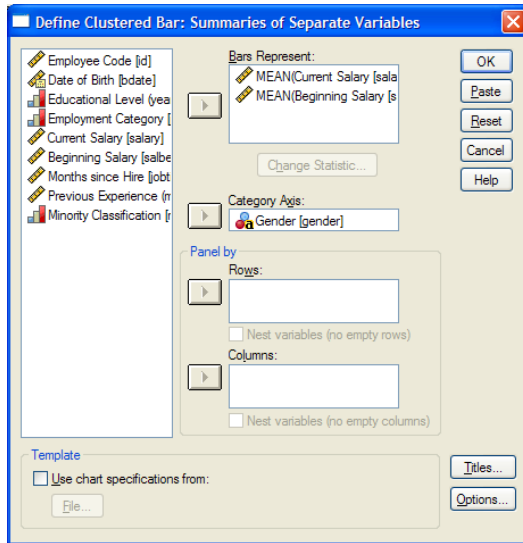 Define Clustered Bar: Summaries of Separate Variables
Employee Code [id]
Date of Birth [bdate]
Educational Level (yea
Employment Category [
Current Salary [salary]
Beginning Salary [salbe
Months since Hire [jobt
Previous Experience (m
Minority Classification [r
Bars Represent:
MEAN(Current Salary [sala
MEAN(Beginning Salary [s
Change Statistic...
Category Axis:
Gender [gender]
Panel by
Rows:
Nest variables (no empty rows)
Columns:
Nest variables (no empty columns)
OK
Paste
Reset
Cancel
Help
Template
Use chart specifications from:
File...
Titles...
Options...